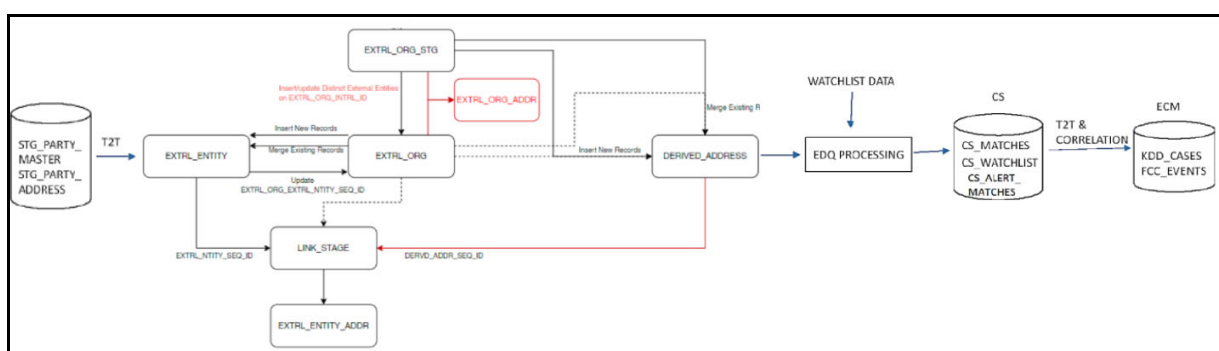 EXTRL_ORG_STG
WATCHLIST DATA
Insert/update Distinct External Entities
on EXTRL_ORG_INTRL_ID
EXTRL_ORG_ADDR
Merge Existing R
CS
ECM
T2T &
CORRELATION
STG_PARTY_
MASTER
STG_PARTY_
ADDRESS
T2T
Insert New Records
EXTRL_ENTITY
Merge Existing Records
EXTRL_ORG
Insert New Records
DERIVED_ADDRESS
EDQ PROCESSING
CS_MATCHES
CS_WATCHLIST
CS_ALERT_
MATCHES
KDD_CASES
FCC_EVENTS
Update
EXTRL_ORG_EXTRL_NTITY_SEQ_ID
EXTRL_NTITY_SEQ_ID
LINK_STAGE
DERVD_ADDR_SEQ_ID
EXTRL_ENTITY_ADDR